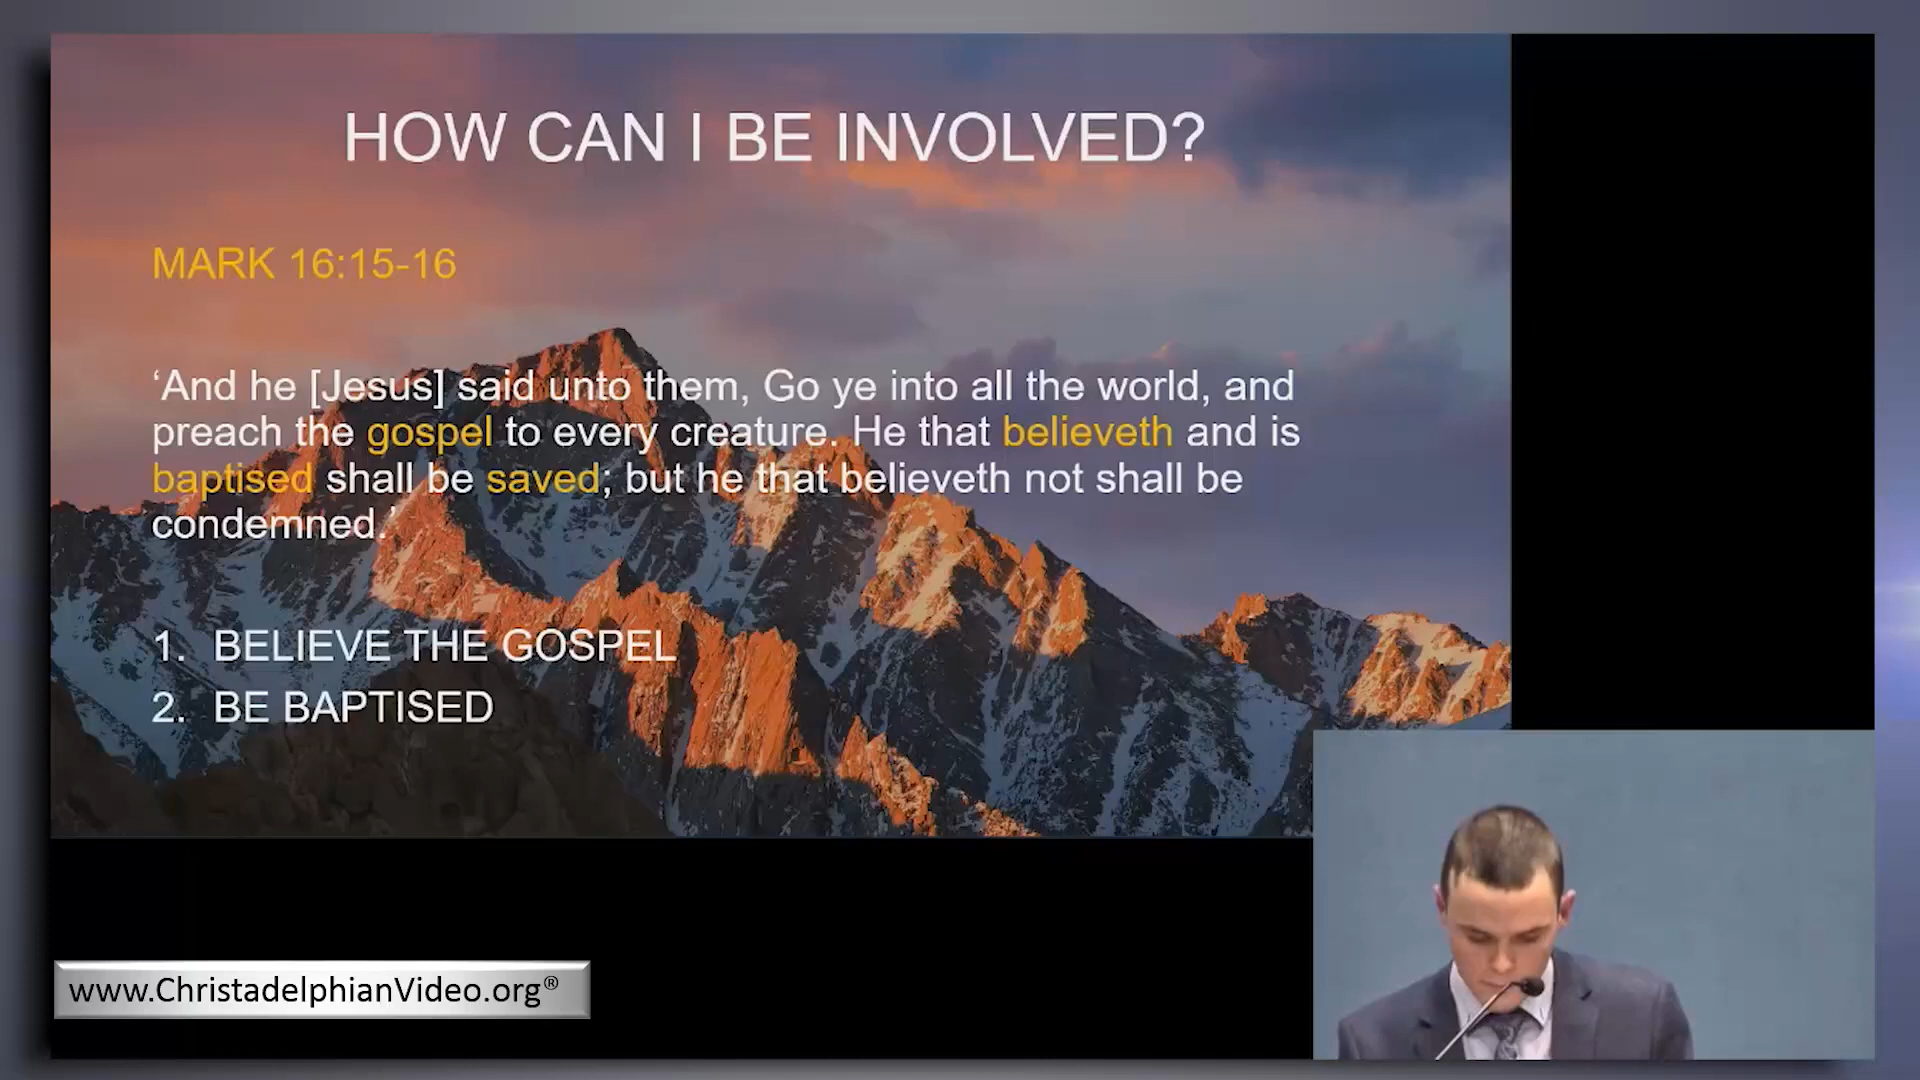 HOW CAN I BE INVOLVED?
MARK 16:15-16
‘And he [Jesus] said unto them, Go ye into all the world, and
preach the gospel to every creature. He that believeth and is
baptised shall be saved; but he that believeth not shall be
condemned.’
1. BELIEVE THE GOSPEL
2. BE BAPTISED
www.ChristadelphianVideo.org®